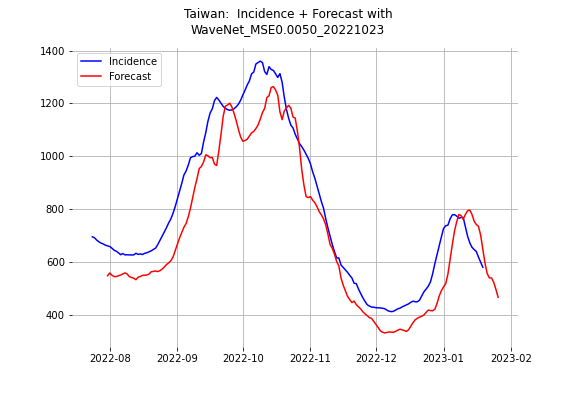 Taiwan:  Incidence + Forecast with
WaveNet_MSE0.0050_20221023
1400
1200
1000
800
600
400
Incidence
Forecast
2022-08 2022-09 2022-10 2022-11 2022-12 2023-01 2023-02